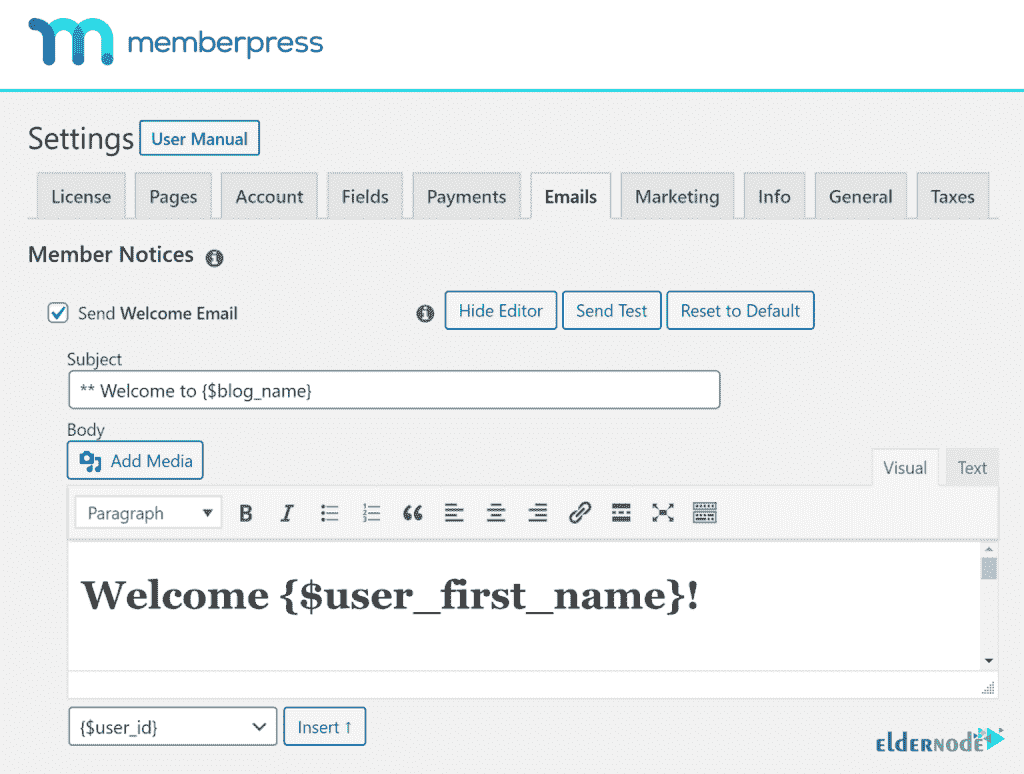 memberpress
Settings User Manual
License Pages Account Fields Payments Emails Marketing Info General Taxes
Member Notices
Send Welcome Email Hide Editor Send Test Reset to Default
Subject
** Welcome to {$blog_name}
Body
Add Media
Visual Text
Paragraph
Welcome {$user_first_name}!
{$user_id} Insert ↑
eldernode